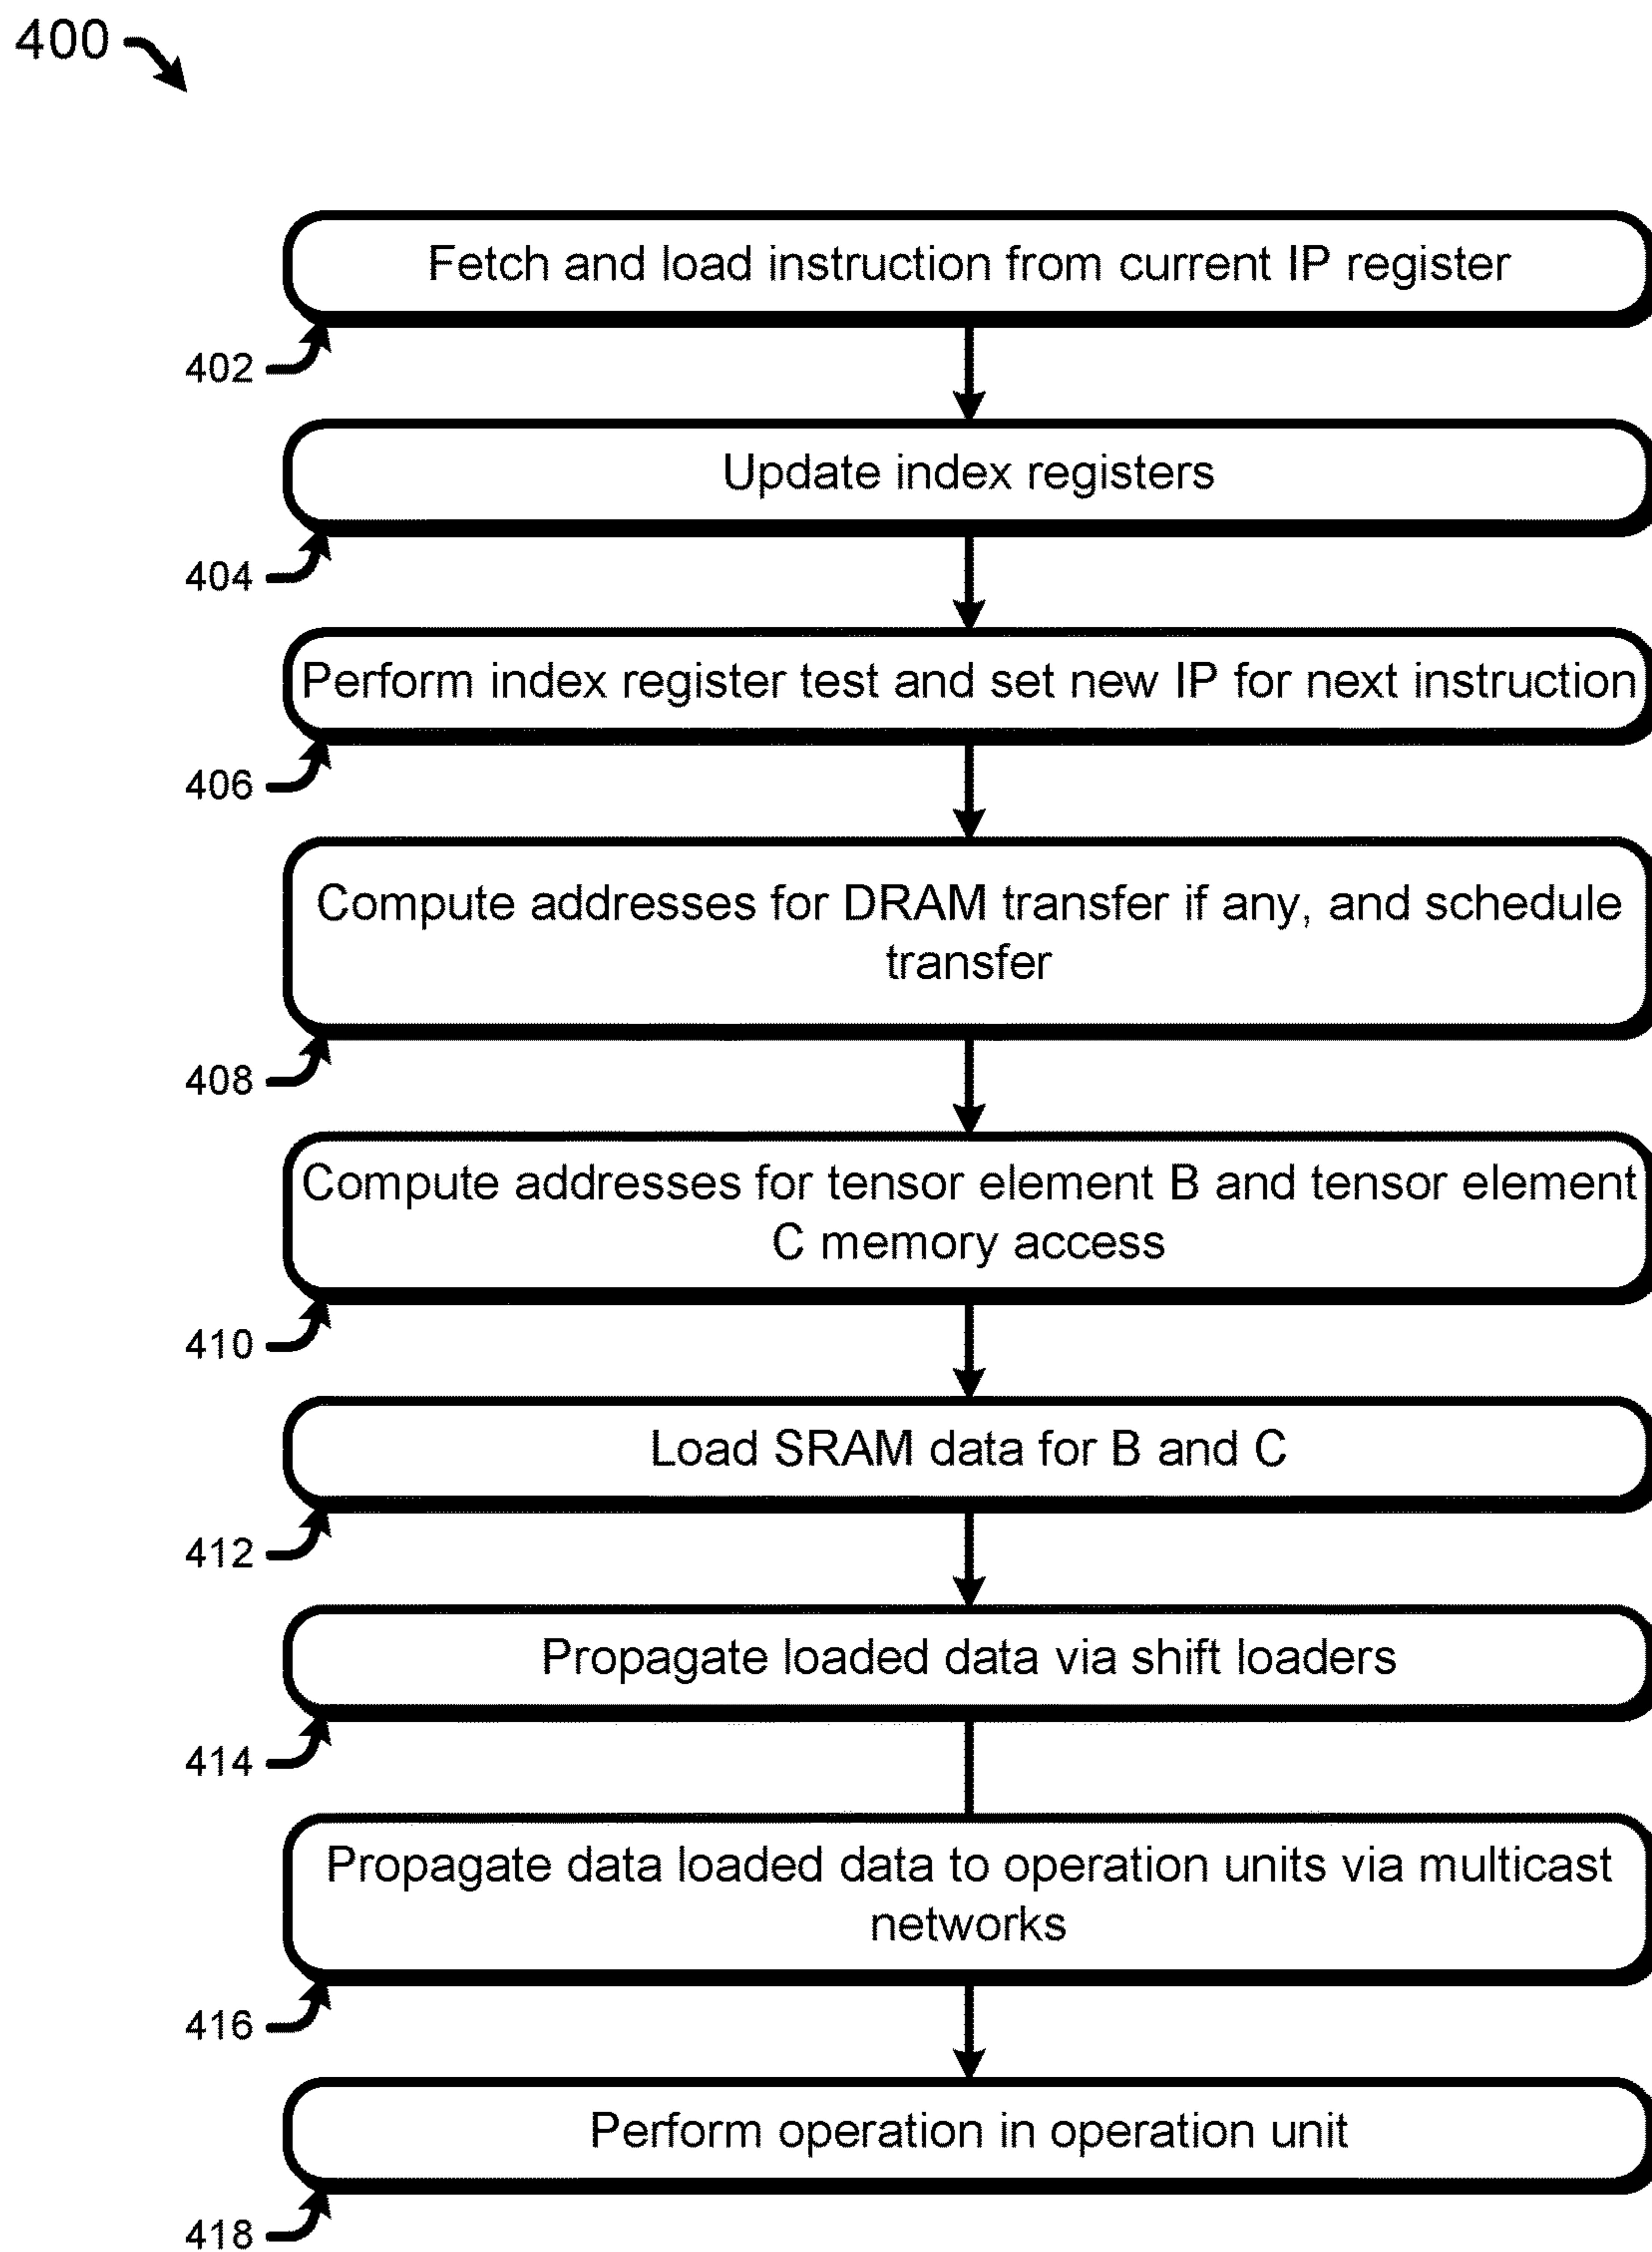 400
Fetch and load instruction from current IP register
402
Update index registers
404
Perform index register test and set new IP for next instruction
406
Compute addresses for DRAM transfer if any, and schedule
transfer
408
Compute addresses for tensor element B and tensor element
C memory access
410
Load SRAM data for B and C
412
Propagate loaded data via shift loaders
414
Propagate data loaded data to operation units via multicast
networks
416
Perform operation in operation unit
418